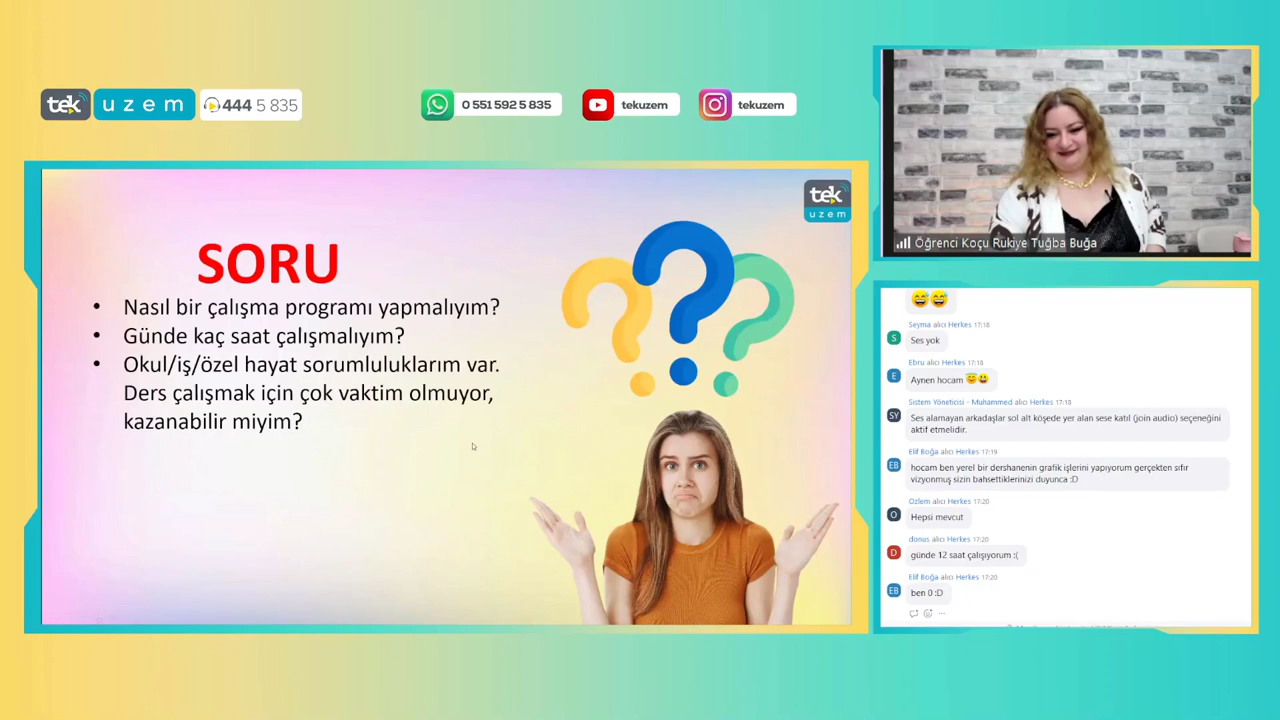 tek uzem 444 5 835
0 551 592 5 835
tekuzem
tekuzem
tek
uzem
SORU
• Nasıl bir çalışma programı yapmalıyım?
• Günde kaç saat çalışmalıyım?
• Okul/iş/özel hayat sorumluluklarım var.
Ders çalışmak için çok vaktim olmuyor,
kazanabilir miyim?
Öğrenci Koçu Rukiye Tuğba Buğa
Seyma alıcı Herkes 17:18
S
Ses yok
Ebru alıcı Herkes 17:18
E
Aynen hocam
Sistem Yöneticisi - Muhammed alıcı Herkes 17:18
SY
Ses alamayan arkadaşlar sol alt köşede yer alan sese katıl (join audio) seçeneğini
aktif etmelidir.
Elif Boğa alıcı Herkes 17:19
EB
hocam ben yerel bir dershanenin grafik işlerini yapıyorum gerçekten sıfır
vizyonmuş sizin bahsettiklerinizi duyunca :D
Ozlem alıcı Herkes 17:20
O
Hepsi mevcut
donus alıcı Herkes 17:20
D
günde 12 saat çalışıyorum :(
Elif Boğa alıcı Herkes 17:20
EB
ben 0 :D